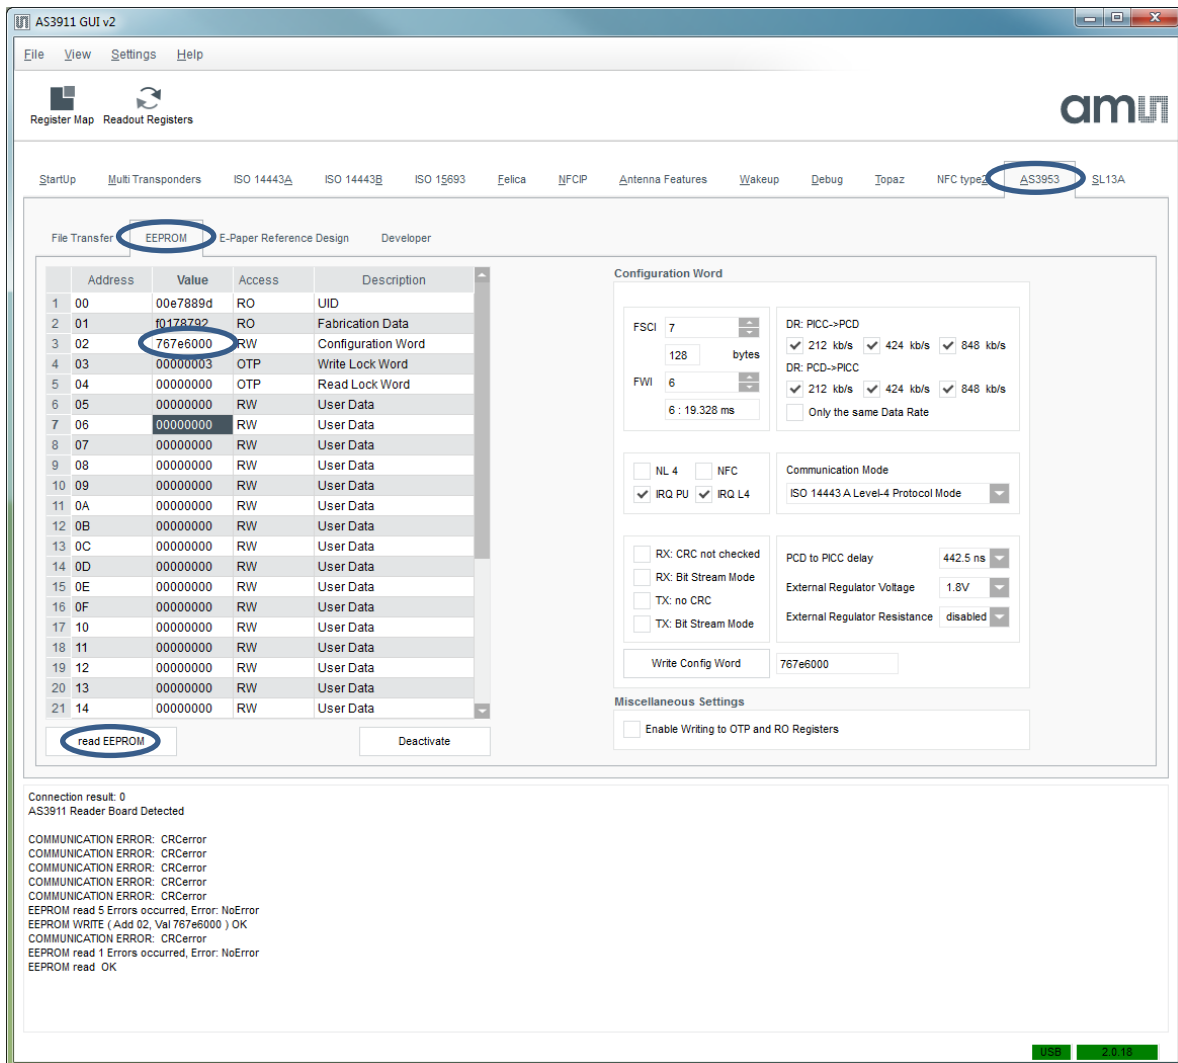 AS3911 GUI v2
File View Settings Help
Register Map Readout Registers
amu
StartUp Multi Transponders ISO 14443A ISO 14443B ISO 15693 Felica NFCIP Antenna Features Wakeup Debug Topaz NFC type2 AS3953 SL13A
File Transfer EEPROM E-Paper Reference Design Developer
Address Value Access Description
1 00 00e7889d RO UID
2 01 f0178792 RO Fabrication Data
3 02 767e6000 RW Configuration Word
4 03 00000003 OTP Write Lock Word
5 04 00000000 OTP Read Lock Word
6 05 00000000 RW User Data
7 06 00000000 RW User Data
8 07 00000000 RW User Data
9 08 00000000 RW User Data
10 09 00000000 RW User Data
11 0A 00000000 RW User Data
12 0B 00000000 RW User Data
13 0C 00000000 RW User Data
14 0D 00000000 RW User Data
15 0E 00000000 RW User Data
16 0F 00000000 RW User Data
17 10 00000000 RW User Data
18 11 00000000 RW User Data
19 12 00000000 RW User Data
20 13 00000000 RW User Data
21 14 00000000 RW User Data
read EEPROM Deactivate
Configuration Word
FSCI 7
128 bytes
FWI 6
6 : 19.328 ms
DR: PICC->PCD
212 kb/s 424 kb/s 848 kb/s
DR: PCD->PICC
212 kb/s 424 kb/s 848 kb/s
Only the same Data Rate
NL 4 NFC
IRQ PU IRQ L4
Communication Mode
ISO 14443 A Level-4 Protocol Mode
RX: CRC not checked
RX: Bit Stream Mode
TX: no CRC
TX: Bit Stream Mode
PCD to PICC delay 442.5 ns
External Regulator Voltage 1.8V
External Regulator Resistance disabled
Write Config Word 767e6000
Miscellaneous Settings
Enable Writing to OTP and RO Registers
Connection result: 0
AS3911 Reader Board Detected
COMMUNICATION ERROR: CRCerror
COMMUNICATION ERROR: CRCerror
COMMUNICATION ERROR: CRCerror
COMMUNICATION ERROR: CRCerror
COMMUNICATION ERROR: CRCerror
EEPROM read 5 Errors occurred, Error: NoError
EEPROM WRITE ( Add 02, Val 767e6000 ) OK
COMMUNICATION ERROR: CRCerror
EEPROM read 1 Errors occurred, Error: NoError
EEPROM read OK
USB 2.0.18